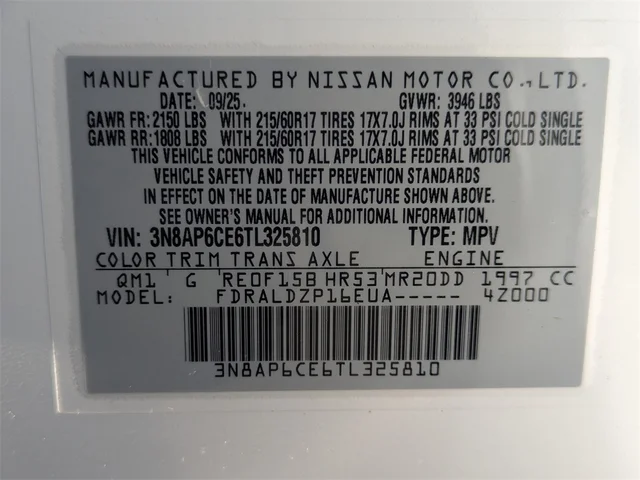 MANUFACTURED BY NISSAN MOTOR CO., LTD.
DATE: 09/25. GVWR: 3946 LBS
GAWR FR: 2150 LBS WITH 215/60R17 TIRES 17X7.0J RIMS AT 33 PSI COLD SINGLE
GAWR RR: 1808 LBS WITH 215/60R17 TIRES 17X7.0J RIMS AT 33 PSI COLD SINGLE
THIS VEHICLE CONFORMS TO ALL APPLICABLE FEDERAL MOTOR
VEHICLE SAFETY AND THEFT PREVENTION STANDARDS
IN EFFECT ON THE DATE OF MANUFACTURE SHOWN ABOVE.
SEE OWNER'S MANUAL FOR ADDITIONAL INFORMATION.
VIN: 3N8AP6CE6TL325810 TYPE: MPV
COLOR TRIM TRANS AXLE ENGINE
QM1 ' G ' RE0F15B HR53 MR20DD 1997 CC
MODEL: FDRALDZP16EUA----- 4Z000
3N8AP6CE6TL325810